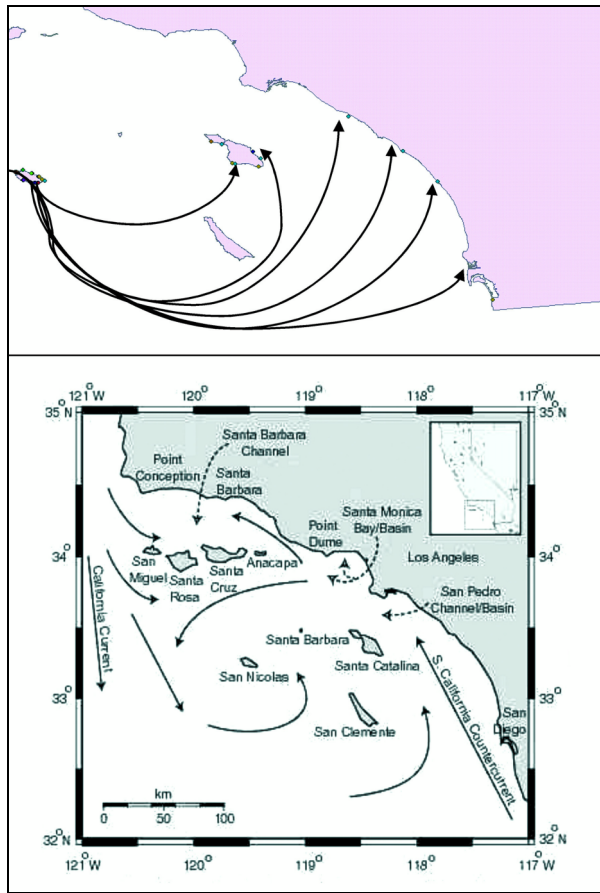 121° W
120°
119°
118°
117° W
35° N
35° N
Santa Barbara
Channel
Point
Conception
Santa
Barbara
Santa Monica
Bay/Basin
Point
Dume
Los Angeles
34°
34°
San
Miguel
Santa
Rosa
Santa
Cruz
Anacapa
San Pedro
Channel/Basin
California Current
Santa Barbara
Santa Catalina
San Nicolas
S. California Countercurrent
33°
33°
San Clemente
San
Diego
km
0 50 100
32° N
32° N
121° W
120°
119°
118°
117° W